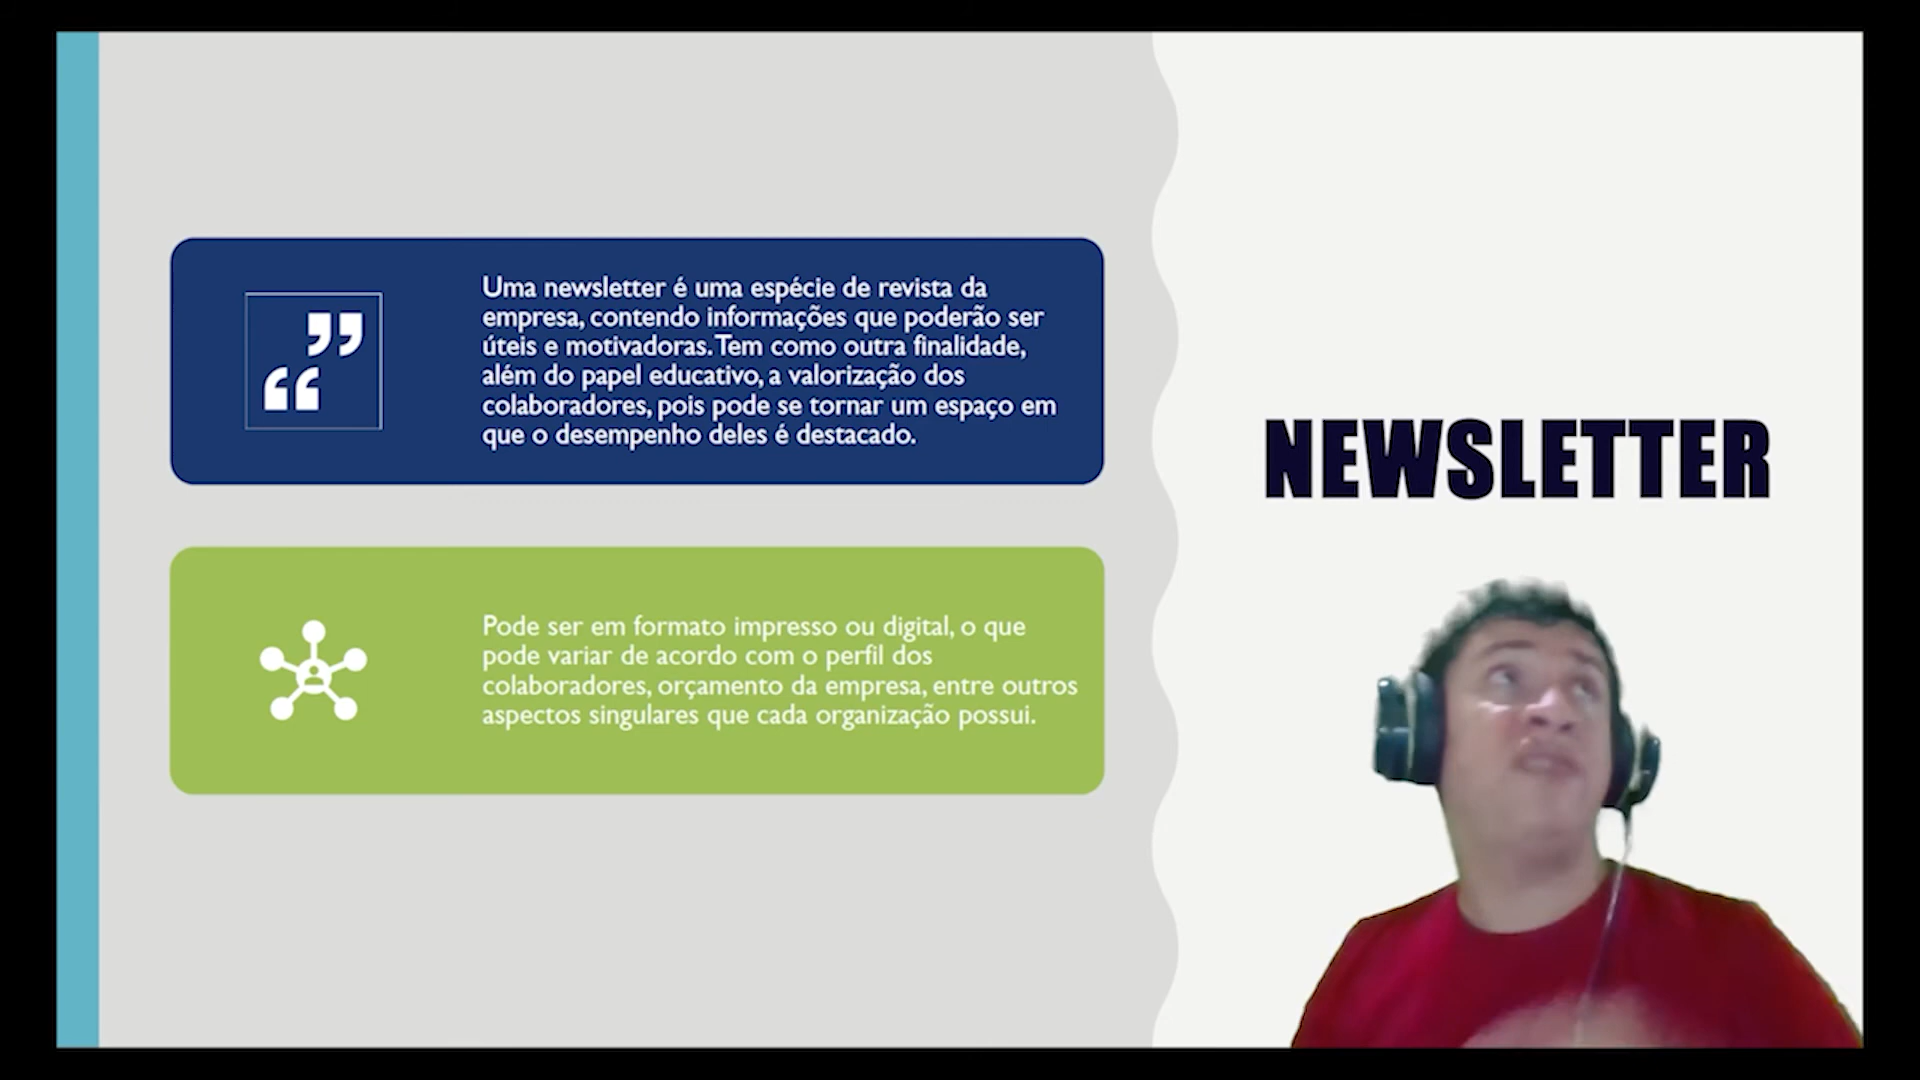 Uma newsletter é uma espécie de revista da
empresa, contendo informações que poderão ser
úteis e motivadoras. Tem como outra finalidade,
além do papel educativo, a valorização dos
colaboradores, pois pode se tornar um espaço em
que o desempenho deles é destacado.
Pode ser em formato impresso ou digital, o que
pode variar de acordo com o perfil dos
colaboradores, orçamento da empresa, entre outros
aspectos singulares que cada organização possui.
NEWSLETTER